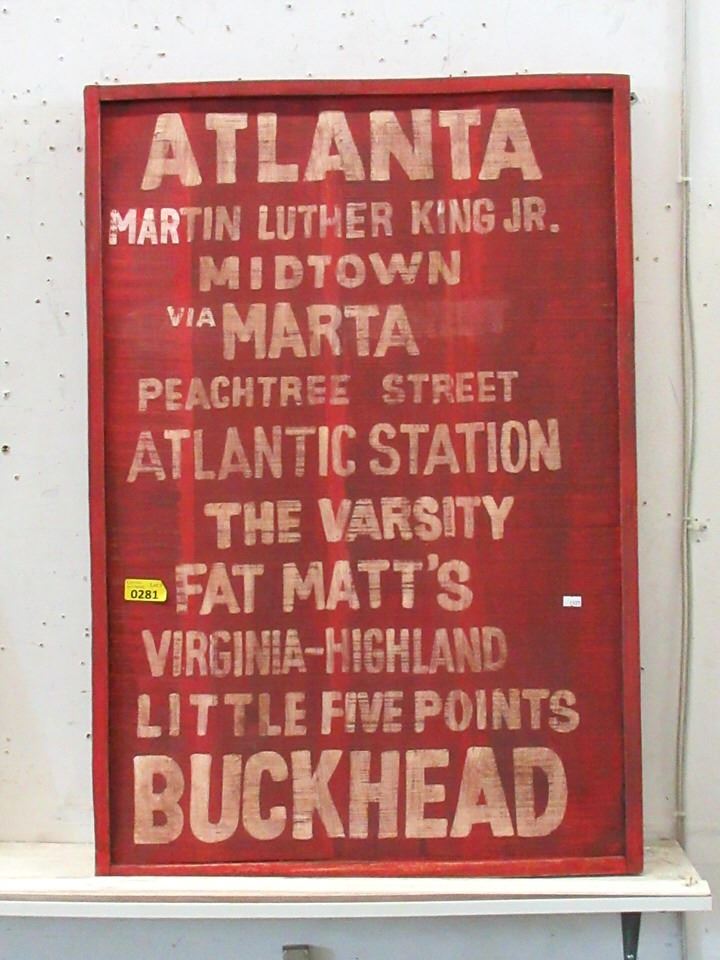 ATLANTA
MARTIN LUTHER KING JR.
MIDTOWN
VIA MARTA
PEACHTREE STREET
ATLANTIC STATION
THE VARSITY
FAT MATT'S
0281
VIRGINIA-HIGHLAND
LITTLE FIVE POINTS
BUCKHEAD